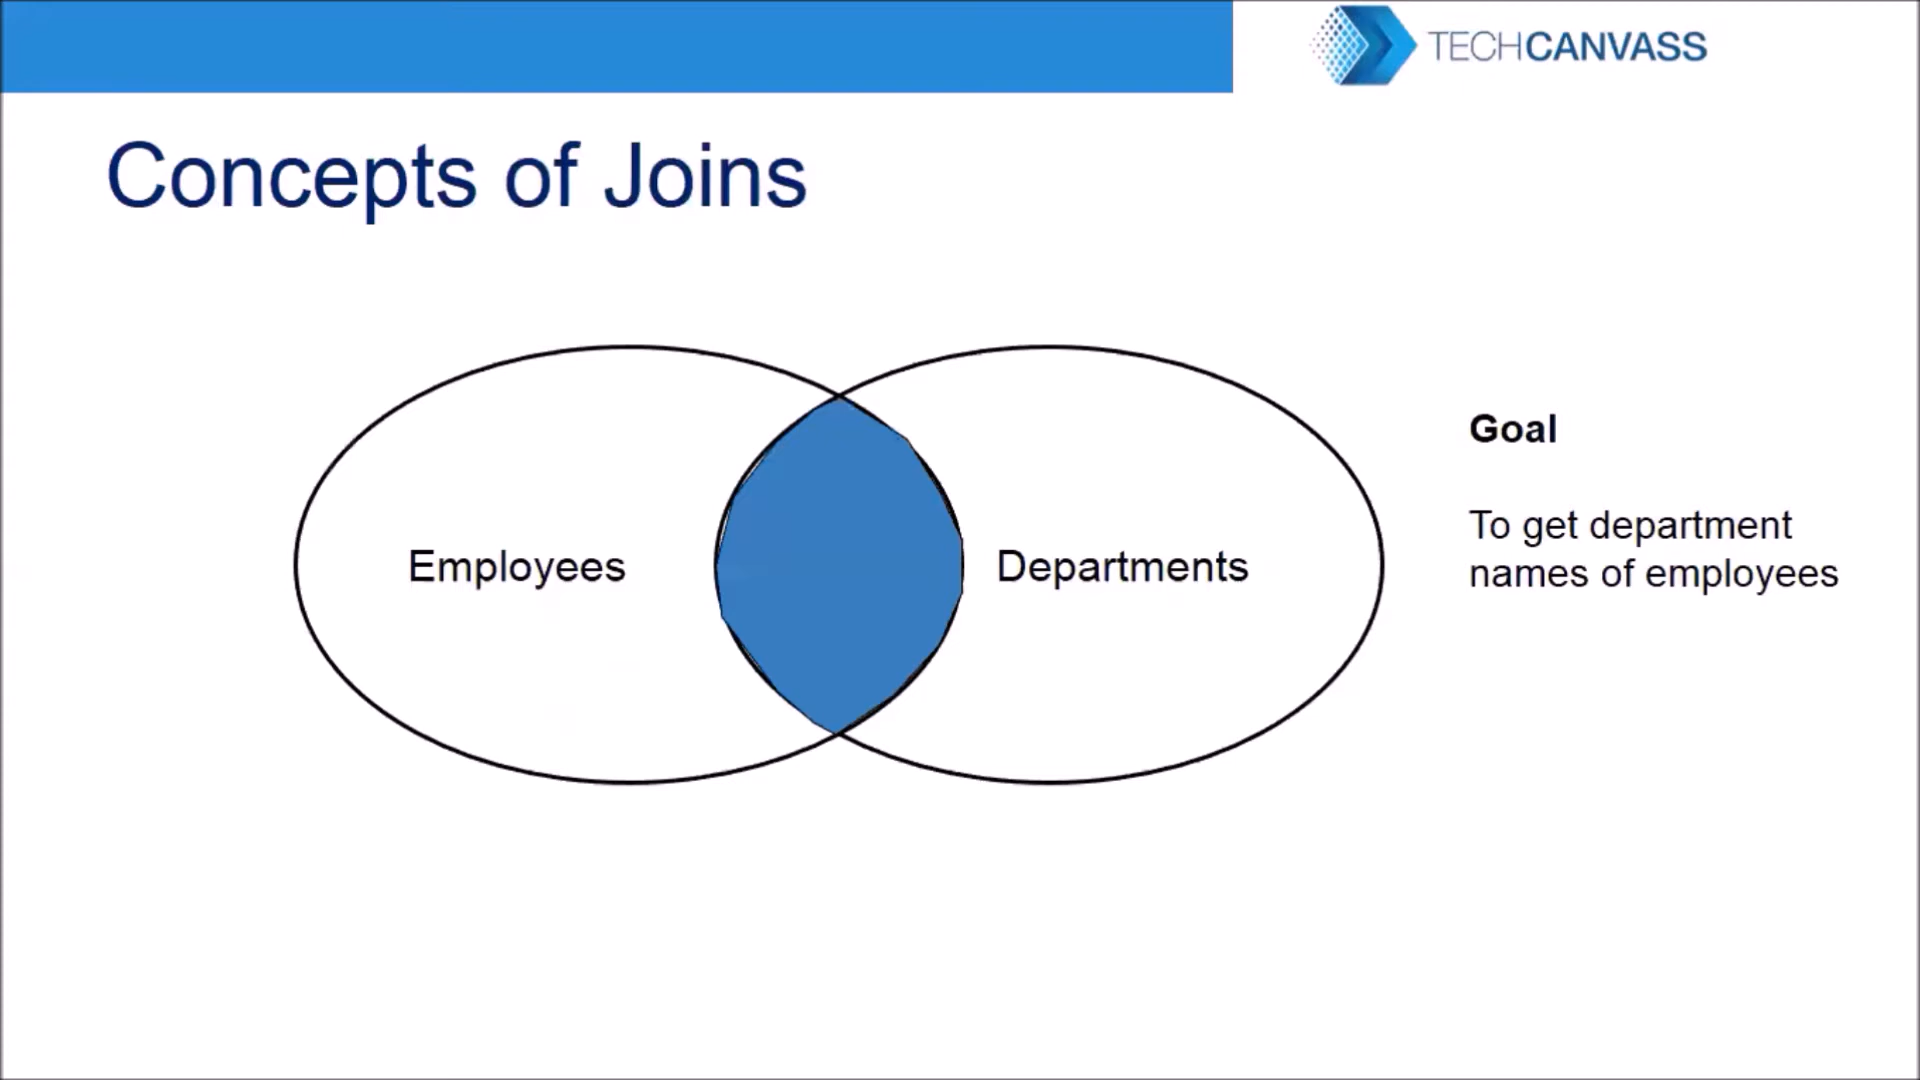 TECHCANVASS
Concepts of Joins
Employees
Departments
Goal
To get department
names of employees